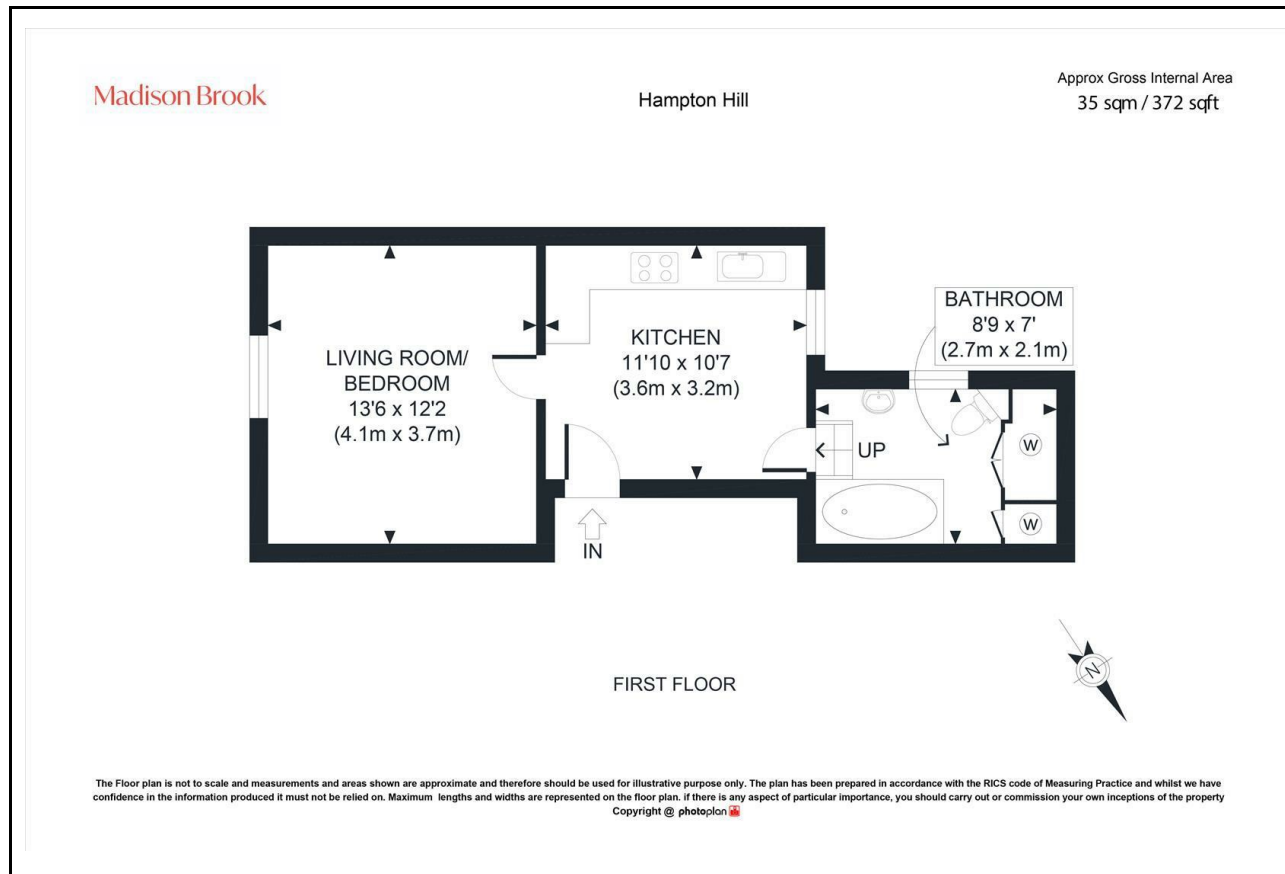 Madison Brook
Hampton Hill
Approx Gross Internal Area
35 sqm / 372 sqft
LIVING ROOM/
BEDROOM
13'6 x 12'2
(4.1m x 3.7m)
KITCHEN
11'10 x 10'7
(3.6m x 3.2m)
BATHROOM
8'9 x 7'
(2.7m x 2.1m)
UP
W
W
IN
N
FIRST FLOOR
The Floor plan is not to scale and measurements and areas shown are approximate and therefore should be used for illustrative purpose only. The plan has been prepared in accordance with the RICS code of Measuring Practice and whilst we have
confidence in the information produced it must not be relied on. Maximum lengths and widths are represented on the floor plan. if there is any aspect of particular importance, you should carry out or commission your own inceptions of the property
Copyright @ photoplan